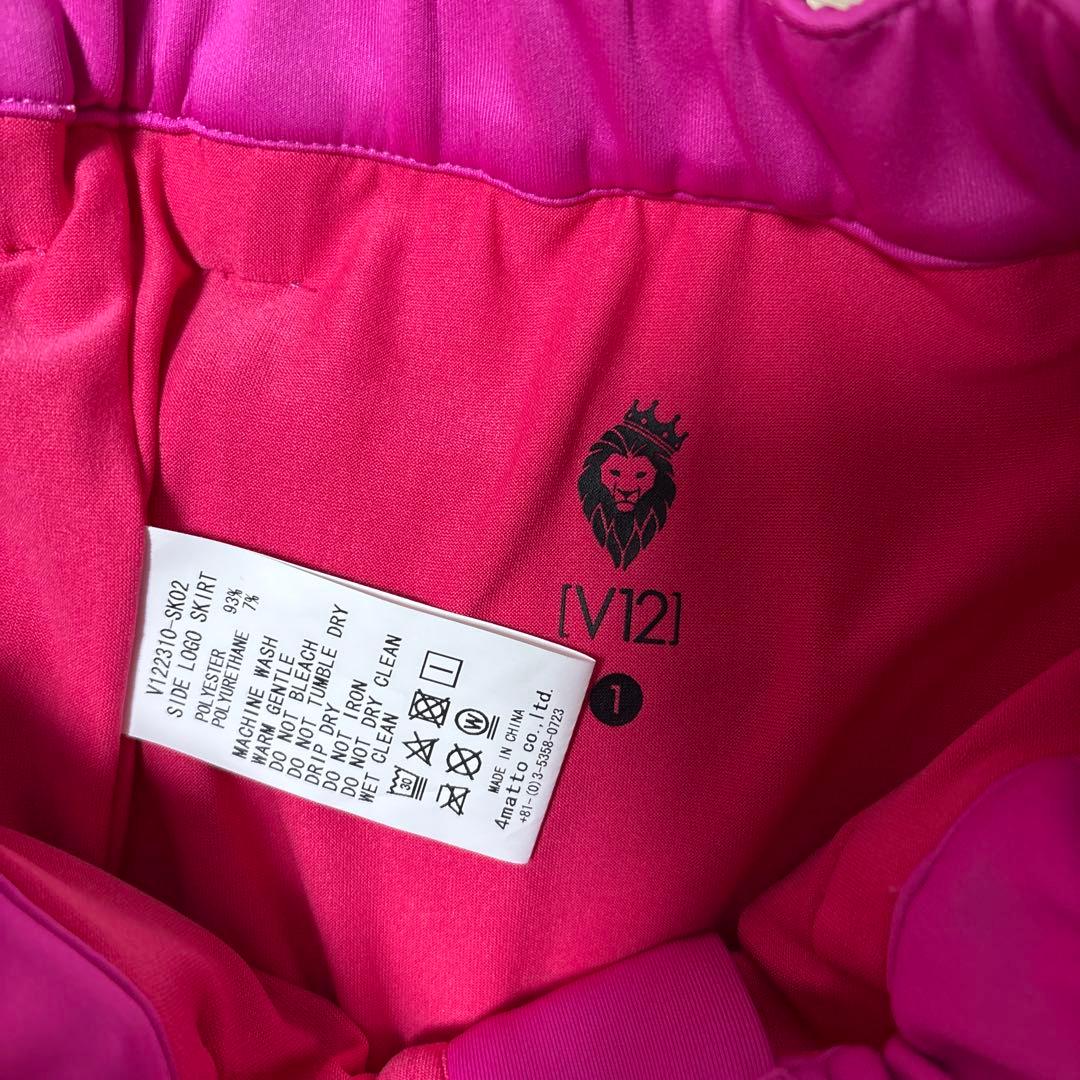 V122310-SK02
SIDE LOGO SKIRT
POLYESTER 93%
POLYURETHANE 7%
MACHINE WASH
WARM GENTLE
DO NOT BLEACH
DO NOT TUMBLE DRY
DRIP DRY
DO NOT IRON
DO NOT DRY CLEAN
WET CLEAN
30
W
MADE IN CHINA
4matto co.,ltd.
+81-(0)3-5358-0723
[V12]
1